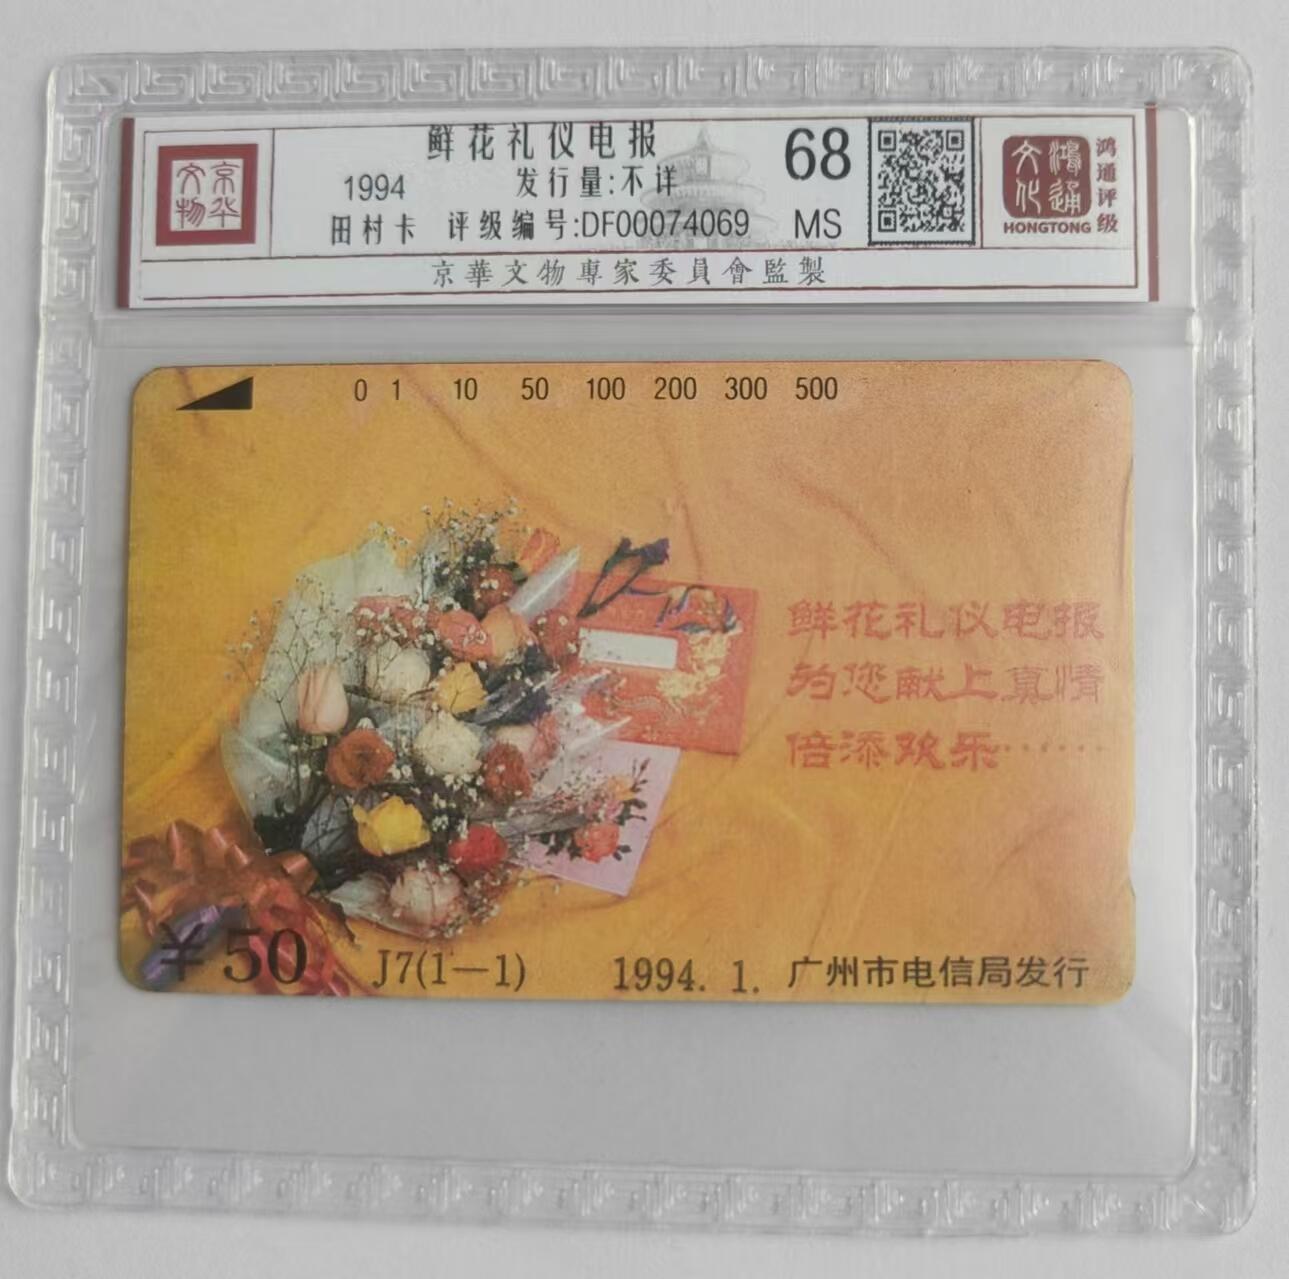 鲜花礼仪电报
1994
发行量:不详
田村卡
评级编号:DF00074069
68
MS
京华文物
鸿通文化
HONGTONG
鸿通评级
京華文物專家委員會監製
0 1 10 50 100 200 300 500
鲜花礼仪电报
为您献上真情
倍添欢乐······
¥50 J7(1—1) 1994.1. 广州市电信局发行